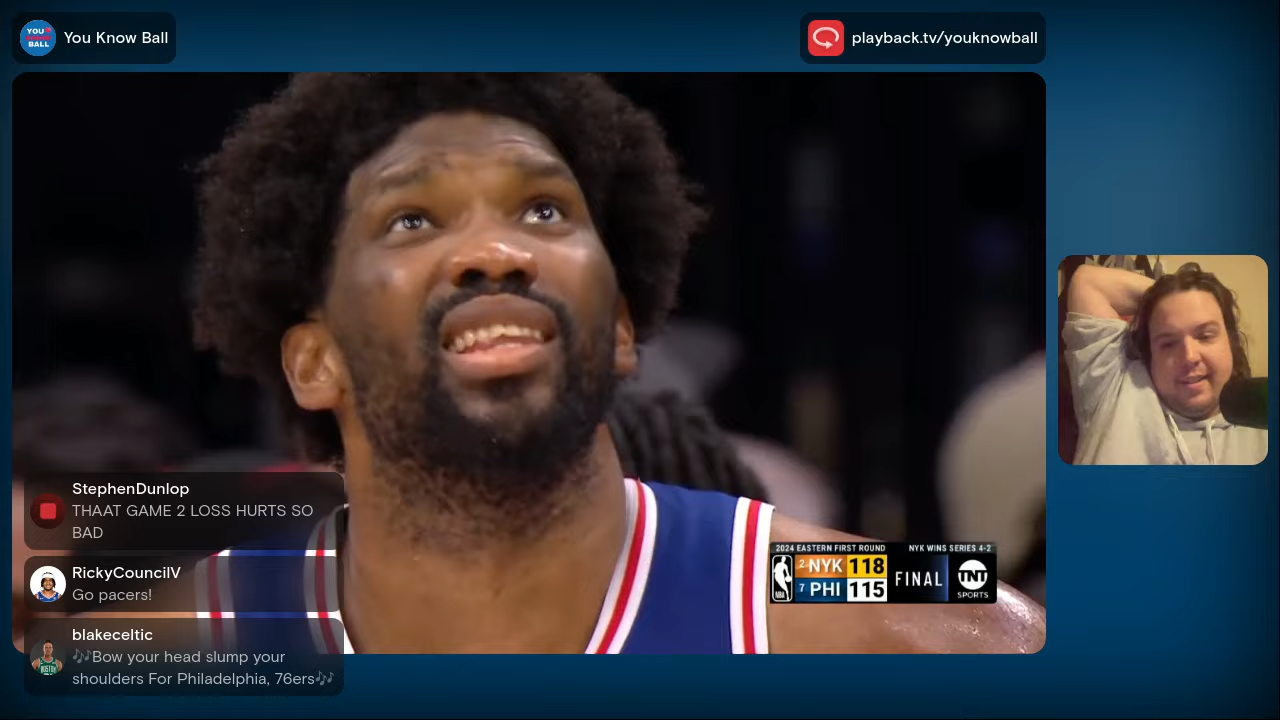 YOU
BALL
You Know Ball
playback.tv/youknowball
StephenDunlop
THAAT GAME 2 LOSS HURTS SO
BAD
RickyCouncilV
Go pacers!
blakeceltic
🎶Bow your head slump your
shoulders For Philadelphia, 76ers🎶
2024 EASTERN FIRST ROUND NYK WINS SERIES 4-2
2 NYK 118
7 PHI 115
FINAL
NBA
TNT
SPORTS